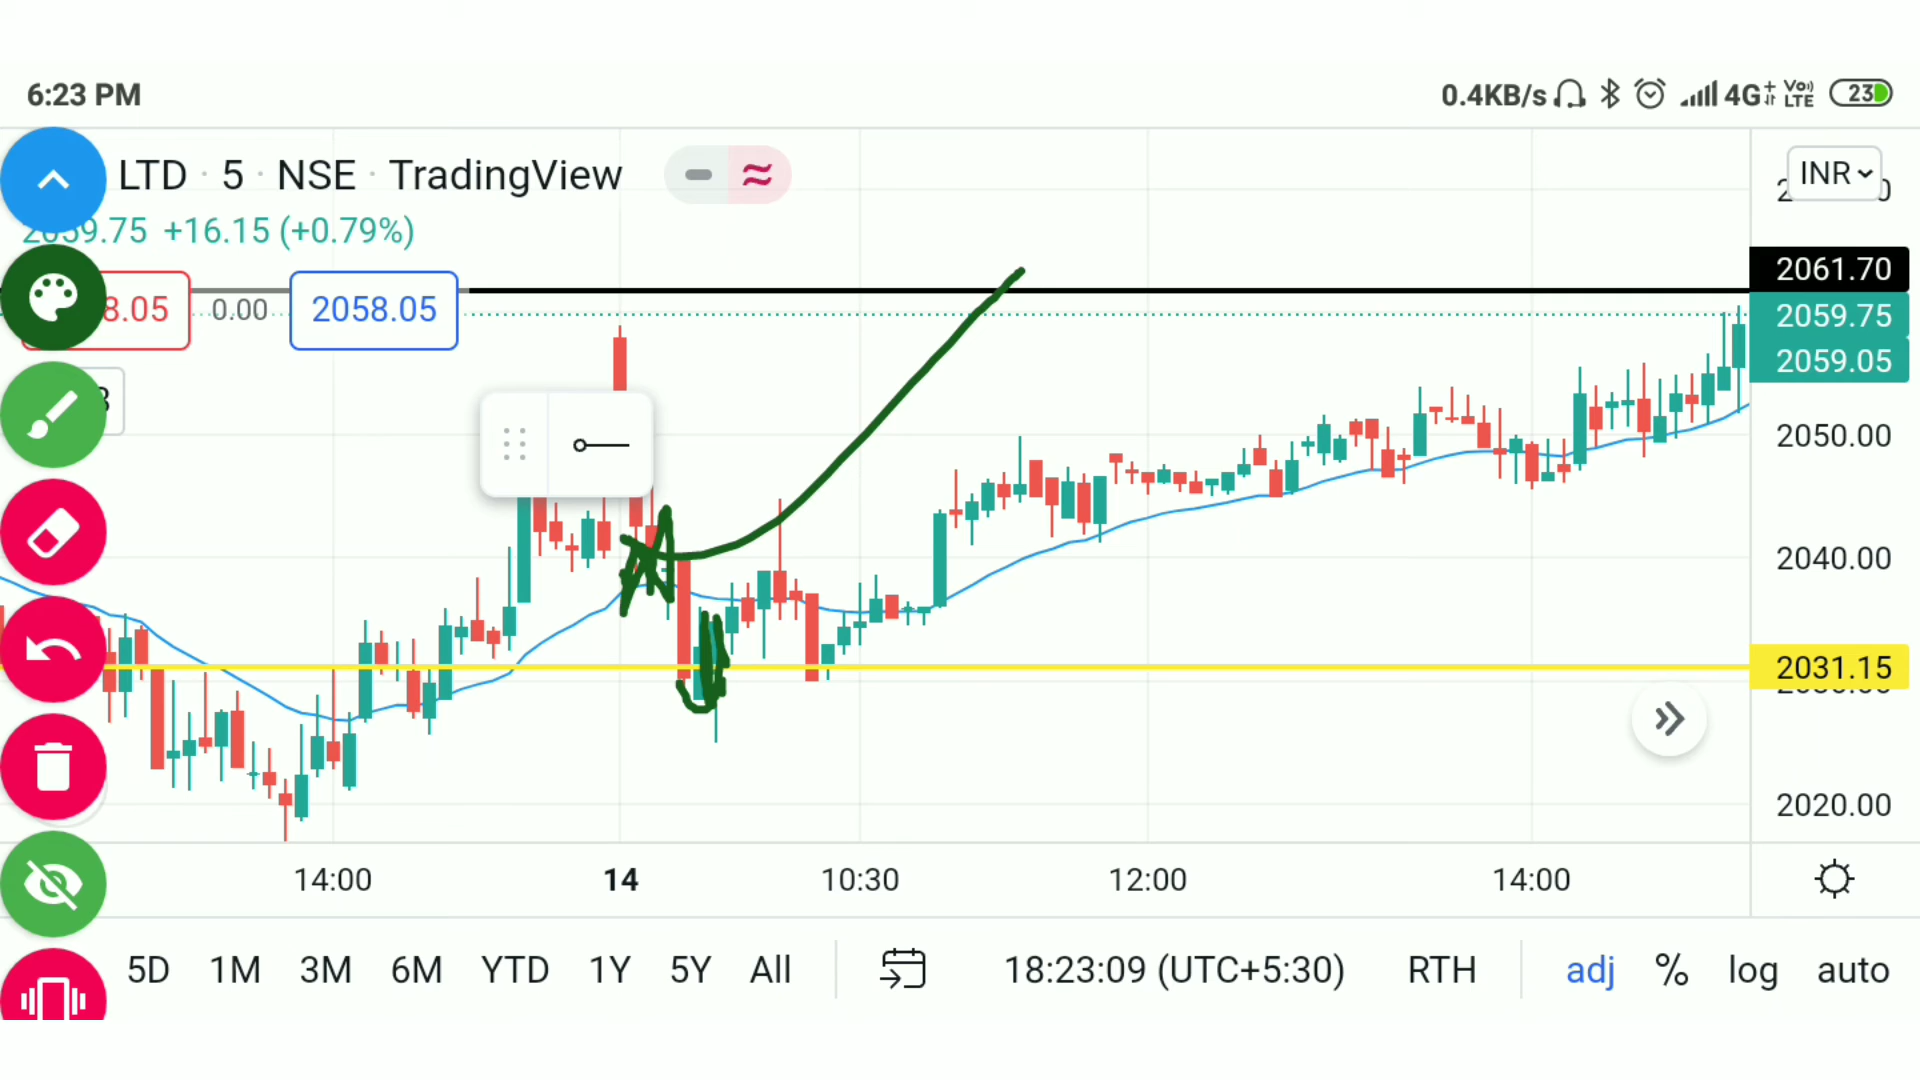 6:23 PM 0.4KB/s 4G+ VoLTE 23
LTD · 5 · NSE · TradingView INR
2059.75 +16.15 (+0.79%)
2061.70
8.05 0.00 2058.05 2059.75
2059.05
2050.00
2040.00
2031.15
2020.00
14:00 14 10:30 12:00 14:00
5D 1M 3M 6M YTD 1Y 5Y All 18:23:09 (UTC+5:30) RTH adj % log auto